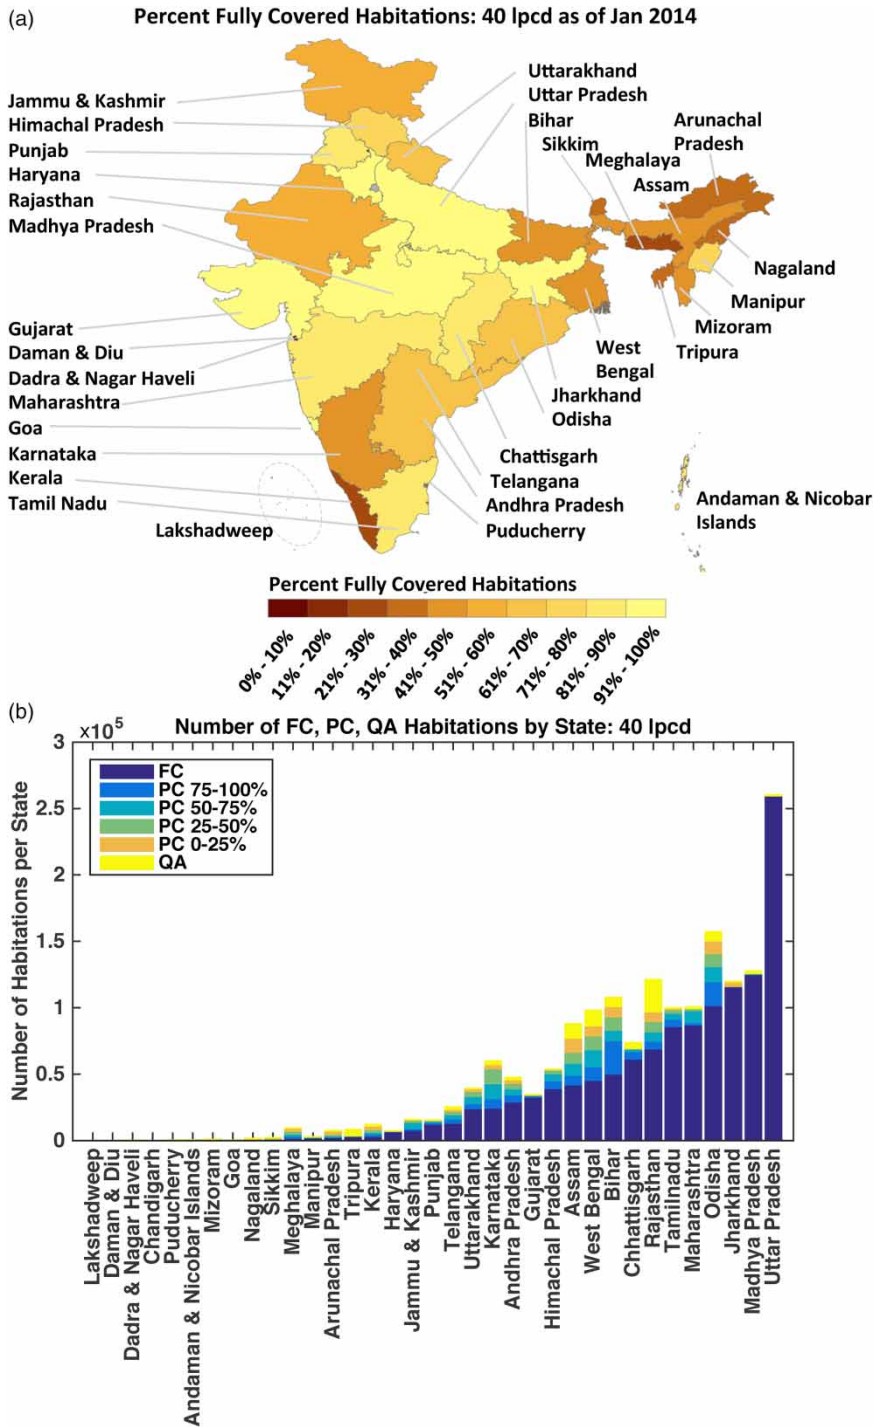 (a)
Percent Fully Covered Habitations: 40 lpcd as of Jan 2014
Jammu & Kashmir
Himachal Pradesh
Punjab
Haryana
Rajasthan
Madhya Pradesh
Uttarakhand
Uttar Pradesh
Bihar
Sikkim
Meghalaya
Assam
Arunachal
Pradesh
Nagaland
Manipur
Mizoram
Tripura
Gujarat
Daman & Diu
Dadra & Nagar Haveli
Maharashtra
Goa
Karnataka
Kerala
Tamil Nadu
Lakshadweep
West
Bengal
Jharkhand
Odisha
Chattisgarh
Telangana
Andhra Pradesh
Puducherry
Andaman & Nicobar
Islands
Percent Fully Covered Habitations
0% - 10%
11% - 20%
21% - 30%
31% - 40%
41% - 50%
51% - 60%
61% - 70%
71% - 80%
81% - 90%
91% - 100%
(b)
×10⁵
Number of FC, PC, QA Habitations by State: 40 lpcd
Number of Habitations per State
3
2.5
2
1.5
1
0.5
0
FC
PC 75-100%
PC 50-75%
PC 25-50%
PC 0-25%
QA
Lakshadweep
Daman & Diu
Dadra & Nagar Haveli
Chandigarh
Puducherry
Andaman & Nicobar Islands
Mizoram
Goa
Nagaland
Sikkim
Meghalaya
Manipur
Arunachal Pradesh
Tripura
Kerala
Haryana
Jammu & Kashmir
Punjab
Telangana
Uttarakhand
Karnataka
Andhra Pradesh
Gujarat
Himachal Pradesh
Assam
West Bengal
Bihar
Chhattisgarh
Rajasthan
Tamilnadu
Maharashtra
Odisha
Jharkhand
Madhya Pradesh
Uttar Pradesh